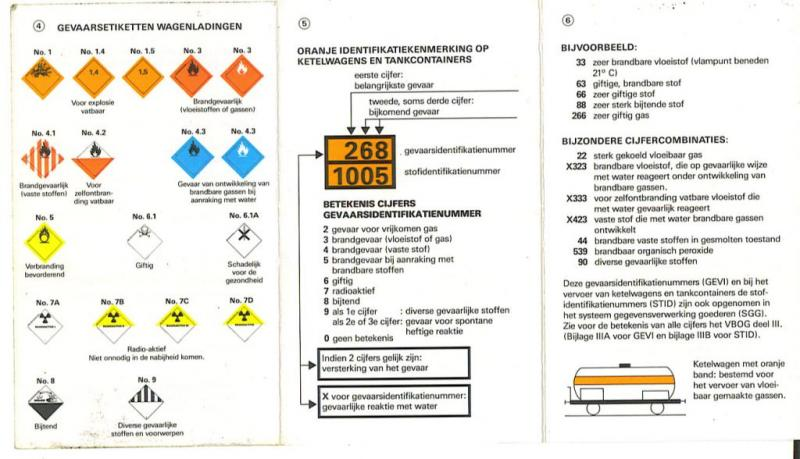 4 GEVAARSETIKETTEN WAGENLADINGEN
No. 1 No. 1.4 No. 1.5 No. 3 No. 3
1,4 1,5
Voor explosie
vatbaar
Brandgevaarlijk
(vloeistoffen of gassen)
No. 4.1 No. 4.2 No. 4.3 No. 4.3
Brandgevaarlijk
(vaste stoffen)
Voor
zelfontbran-
ding vatbaar
Gevaar van ontwikkeling van
brandbare gassen bij
aanraking met water
No. 5 No. 6.1 No. 6.1A
Verbranding
bevorderend
Giftig
Schadelijk
voor de
gezondheid
No. 7A No. 7B No. 7C No. 7D
Radio-aktief
Niet onnodig in de nabijheid komen.
No. 8 No. 9
Bijtend
Diverse gevaarlijke
stoffen en voorwerpen
5
ORANJE IDENTIFIKATIEKENMERKING OP
KETELWAGENS EN TANKCONTAINERS
eerste cijfer:
belangrijkste gevaar
tweede, soms derde cijfer:
bijkomend gevaar
268 gevaarsidentifikatienummer
1005 stofidentifikatienummer
BETEKENIS CIJFERS
GEVAARSIDENTIFIKATIENUMMER
2 gevaar voor vrijkomen gas
3 brandgevaar (vloeistof of gas)
4 brandgevaar (vaste stof)
5 brandgevaar bij aanraking met
brandbare stoffen
6 giftig
7 radioaktief
8 bijtend
9 als 1e cijfer : diverse gevaarlijke stoffen
als 2e of 3e cijfer: gevaar voor spontane
heftige reaktie
0 geen betekenis
Indien 2 cijfers gelijk zijn:
versterking van het gevaar
X voor gevaarsidentifikatienummer:
gevaarlijke reaktie met water
6
BIJVOORBEELD:
33 zeer brandbare vloeistof (vlampunt beneden
21° C)
63 giftige, brandbare stof
66 zeer giftige stof
88 zeer sterk bijtende stof
266 zeer giftig gas
BIJZONDERE CIJFERCOMBINATIES:
22 sterk gekoeld vloeibaar gas
X323 brandbare vloeistof, die op gevaarlijke wijze
met water reageert onder ontwikkeling van
brandbare gassen.
X333 voor zelfontbranding vatbare vloeistof die
met water gevaarlijk reageert
X423 vaste stof die met water brandbare gassen
ontwikkelt
44 brandbare vaste stoffen in gesmolten toestand
539 brandbaar organisch peroxide
90 diverse gevaarlijke stoffen
Deze gevaarsidentifikatienummers (GEVI) en bij het
vervoer van ketelwagens en tankcontainers de stof-
identifikatienummers (STID) zijn ook opgenomen in
het systeem gegevensverwerking goederen (SGG).
Zie voor de betekenis van alle cijfers het VBOG deel III.
(Bijlage IIIA voor GEVI en bijlage IIIB voor STID).
Ketelwagen met oranje
band: bestemd voor
het vervoer van vloei-
baar gemaakte gassen.